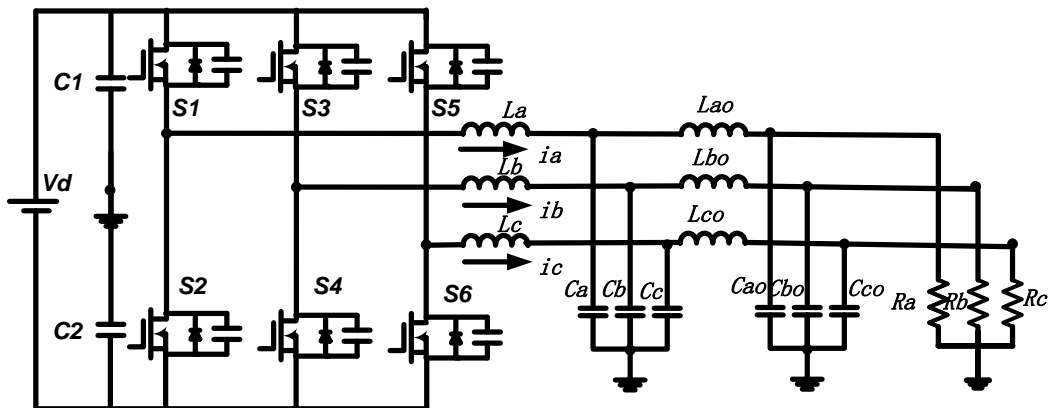 C1
S1
S3
S5
La
Lao
ia
Vd
Lb
Lbo
ib
Lc
Lco
ic
S2
S4
S6
C2
Ca
Cb
Cc
Cao
Cbo
Cco
Ra
Rb
Rc